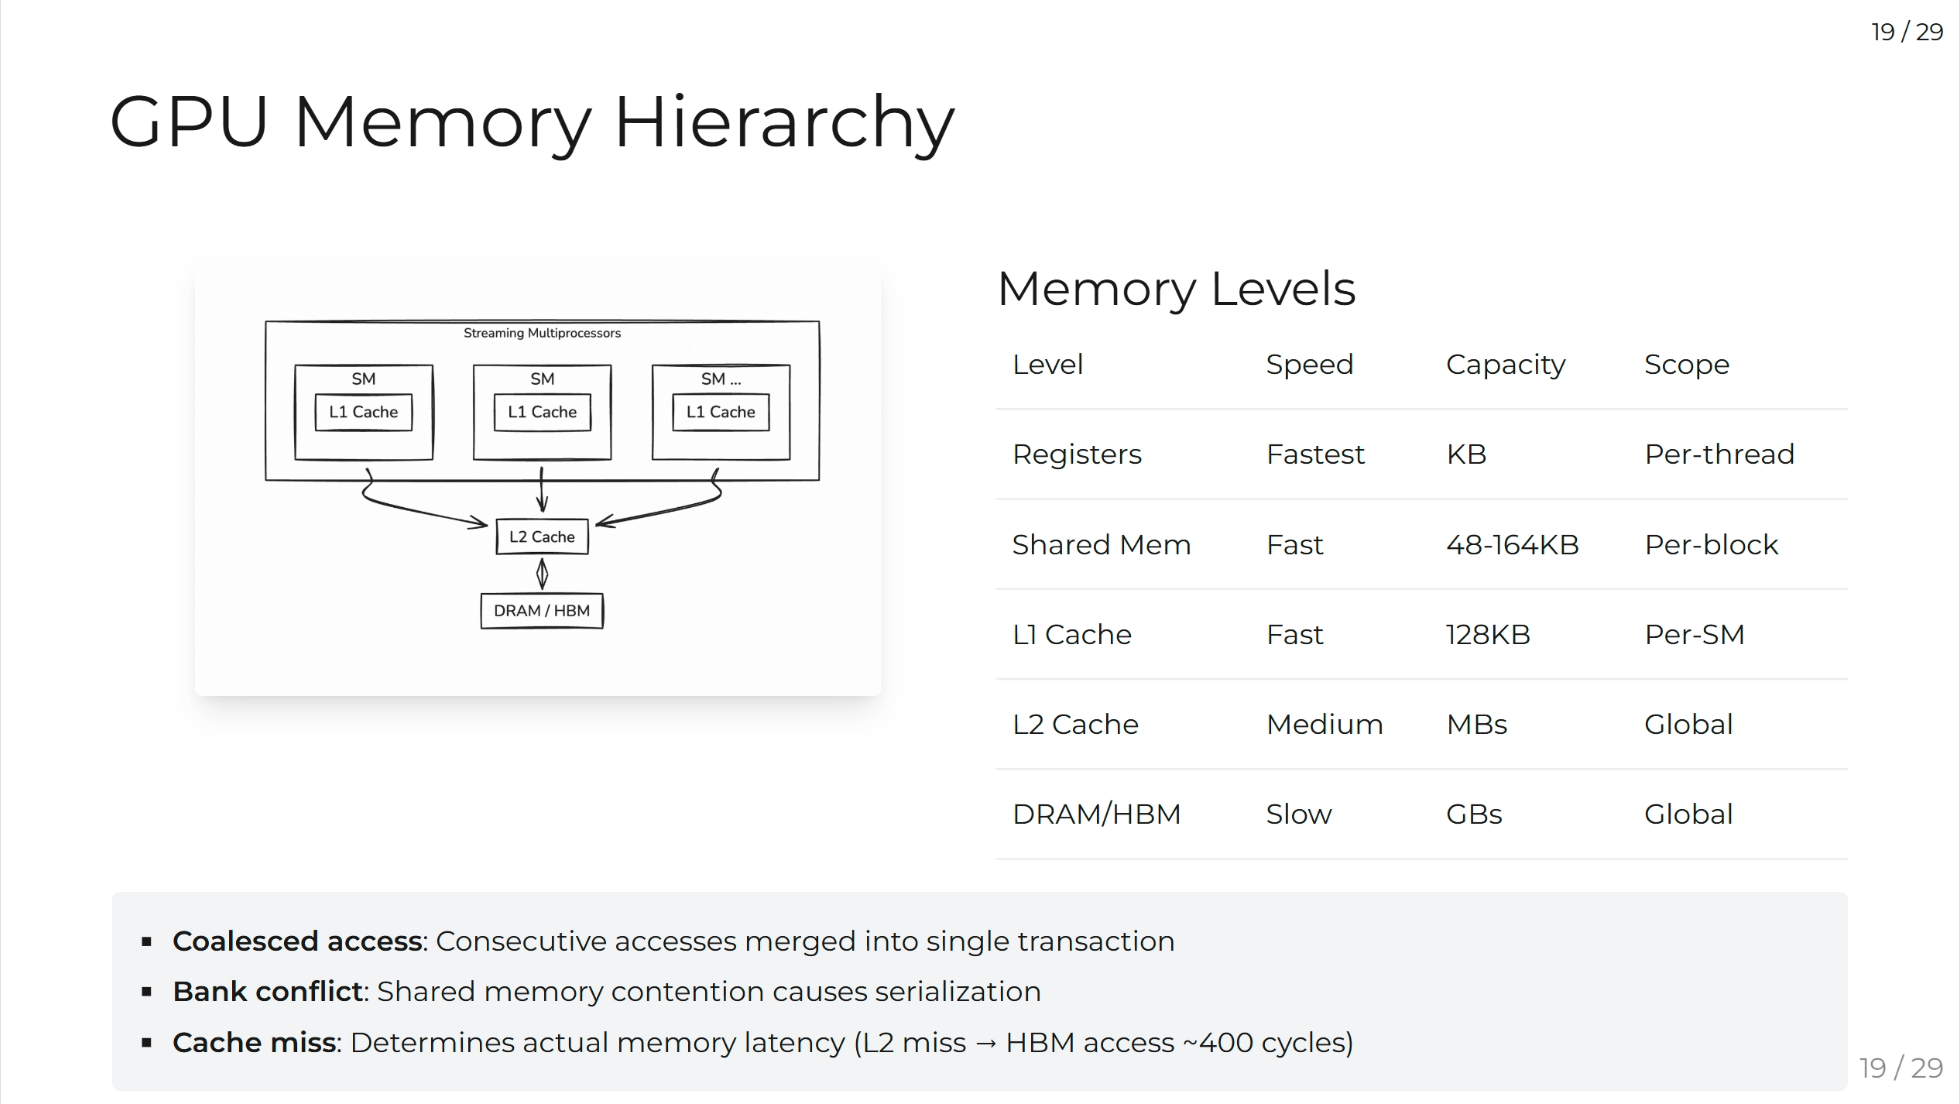 19 / 29
GPU Memory Hierarchy
Streaming Multiprocessors
SM SM SM ...
L1 Cache L1 Cache L1 Cache
L2 Cache
DRAM / HBM
Memory Levels
Level Speed Capacity Scope
Registers Fastest KB Per-thread
Shared Mem Fast 48-164KB Per-block
L1 Cache Fast 128KB Per-SM
L2 Cache Medium MBs Global
DRAM/HBM Slow GBs Global
▪ Coalesced access: Consecutive accesses merged into single transaction
▪ Bank conflict: Shared memory contention causes serialization
▪ Cache miss: Determines actual memory latency (L2 miss → HBM access ~400 cycles)
19 / 29